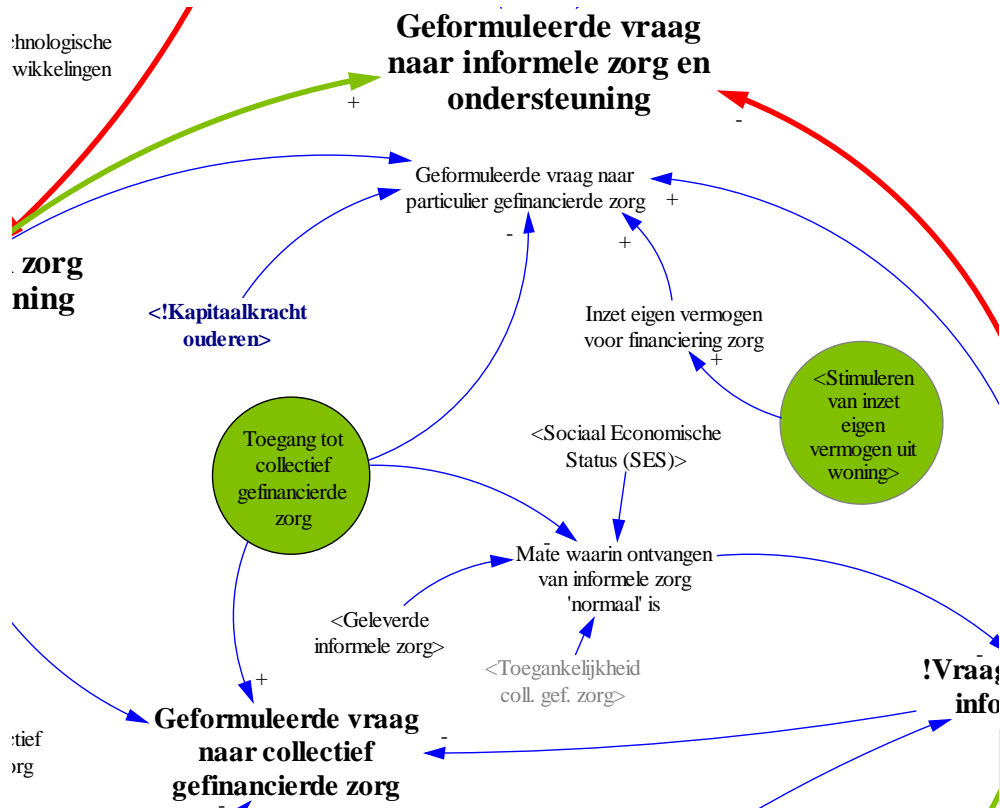 Geformuleerde vraag
naar informele zorg en
ondersteuning
chnologische
wikkelingen
+
-
Geformuleerde vraag naar
particulier gefinancierde zorg
+
-
+
zorg
ning
<!Kapitaalkracht
ouderen>
Inzet eigen vermogen
voor financiering zorg
+
<Stimuleren
van inzet
eigen
vermogen uit
woning>
Toegang tot
collectief
gefinancierde
zorg
<Sociaal Economische
Status (SES)>
-
Mate waarin ontvangen
van informele zorg
'normaal' is
<Geleverde
informele zorg>
<Toegankelijkheid
coll. gef. zorg>
-
!Vraag
info
+
Geformuleerde vraag
naar collectief
gefinancierde zorg
-
ctief
org
-